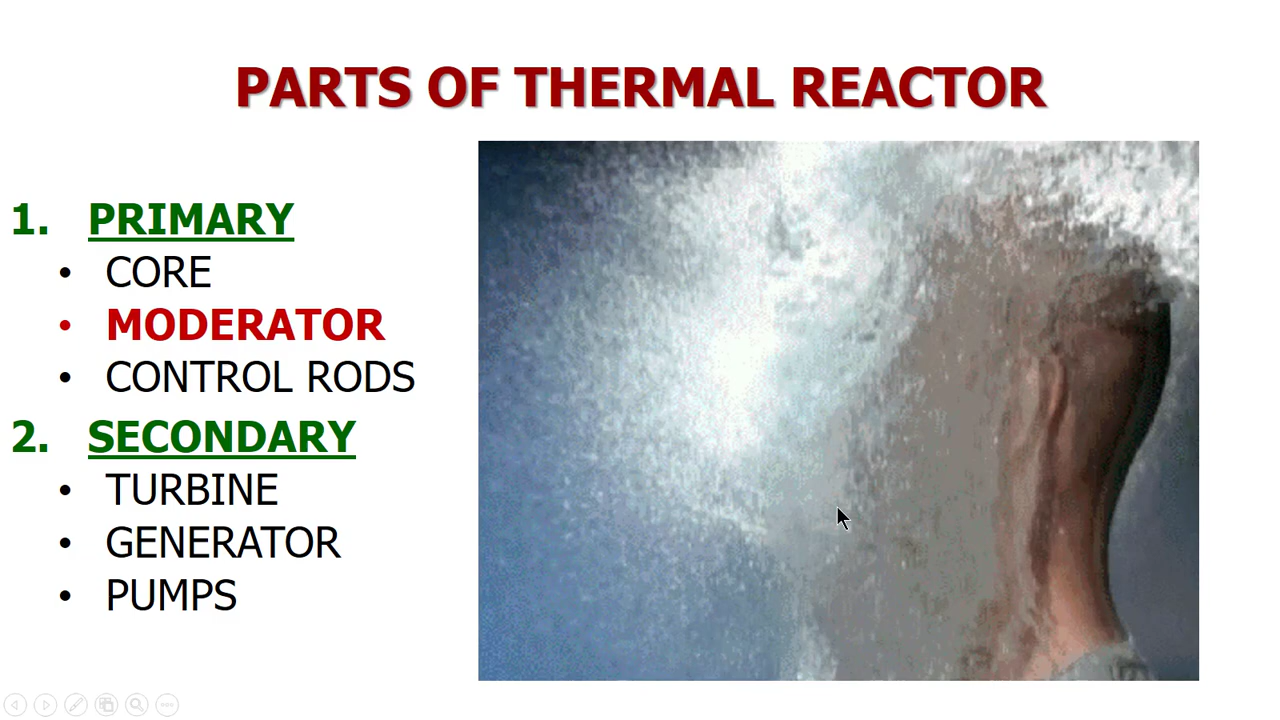 PARTS OF THERMAL REACTOR
1. PRIMARY
• CORE
• MODERATOR
• CONTROL RODS
2. SECONDARY
• TURBINE
• GENERATOR
• PUMPS